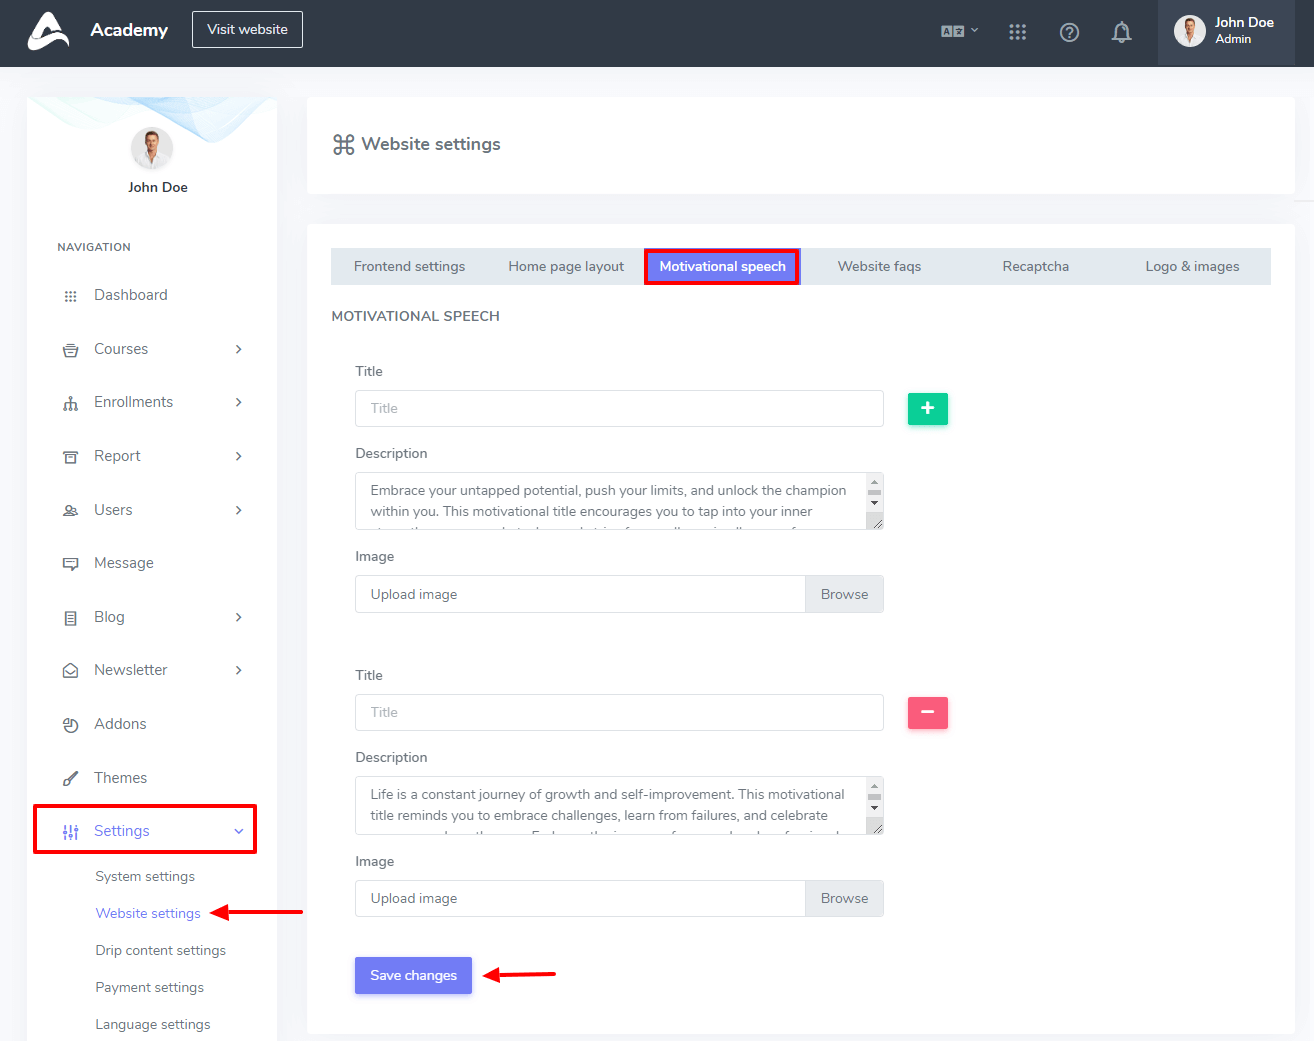 Academy
Visit website
John Doe
Admin
John Doe
NAVIGATION
Dashboard
Courses
Enrollments
Report
Users
Message
Blog
Newsletter
Addons
Themes
Settings
System settings
Website settings
Drip content settings
Payment settings
Language settings
Website settings
Frontend settings
Home page layout
Motivational speech
Website faqs
Recaptcha
Logo & images
MOTIVATIONAL SPEECH
Title
Title
Description
Embrace your untapped potential, push your limits, and unlock the champion
within you. This motivational title encourages you to tap into your inner
Image
Upload image
Browse
Title
Title
Description
Life is a constant journey of growth and self-improvement. This motivational
title reminds you to embrace challenges, learn from failures, and celebrate
Image
Upload image
Browse
Save changes